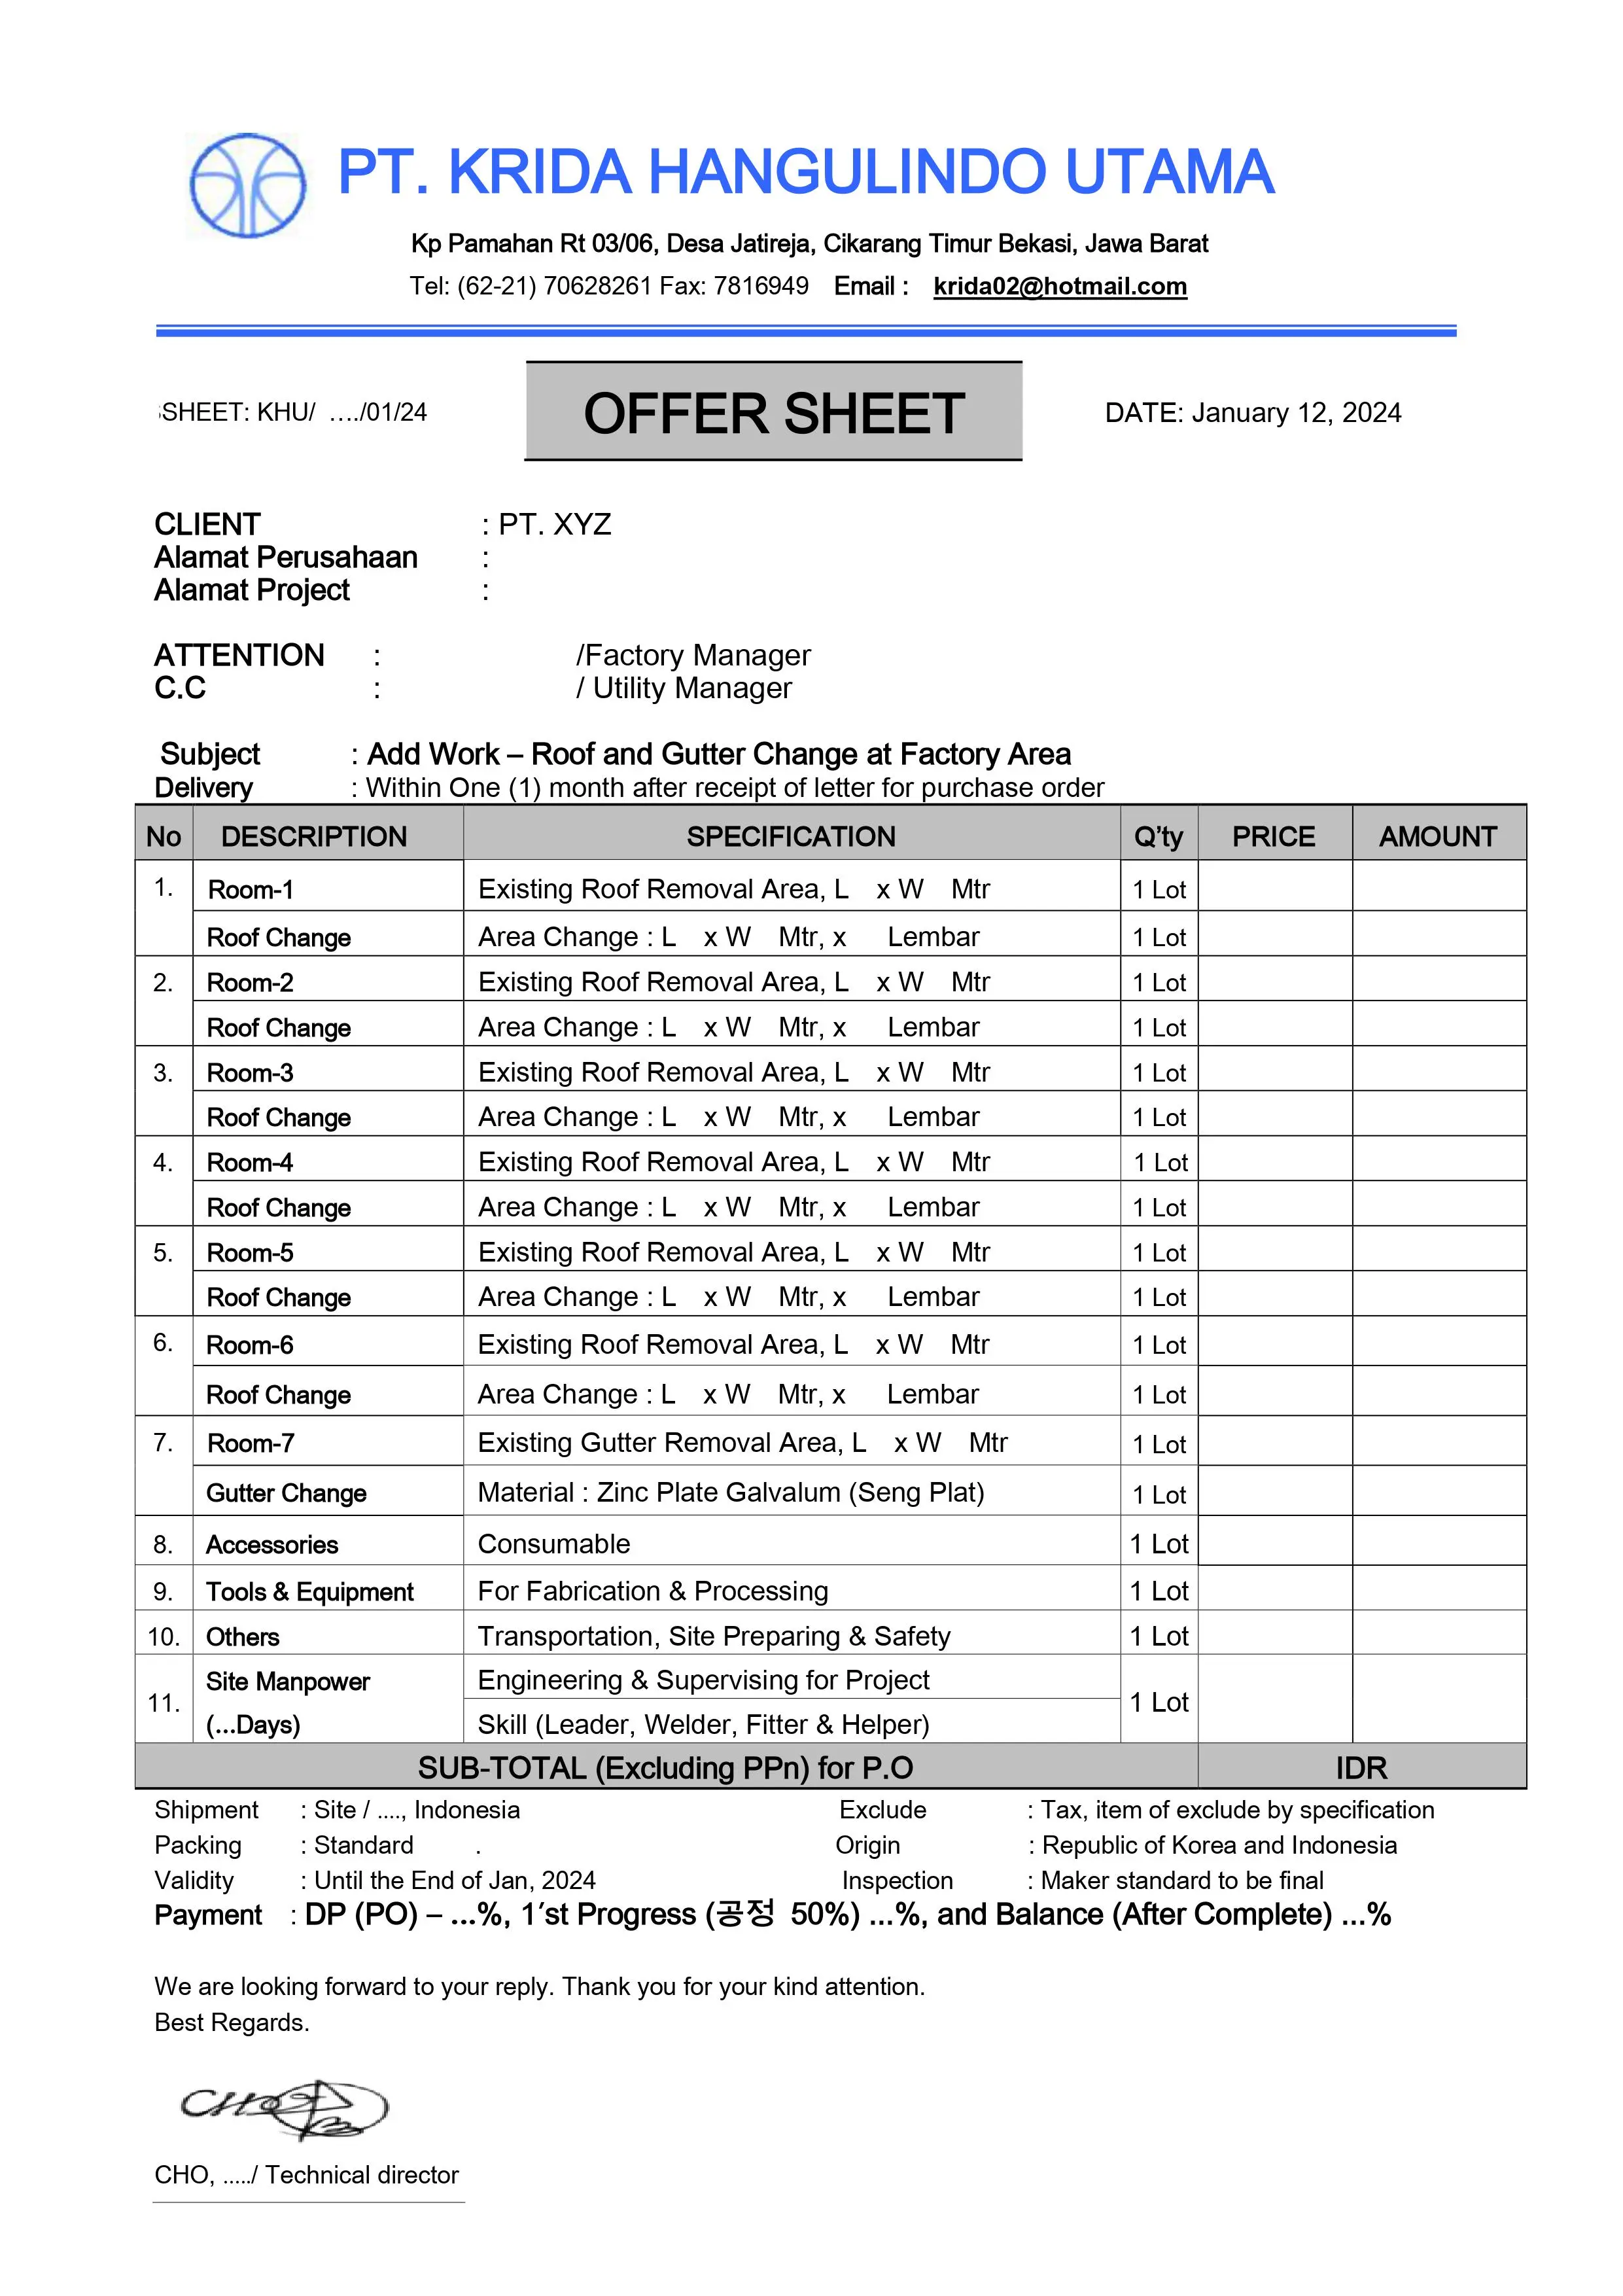 PT. KRIDA HANGULINDO UTAMA
Kp Pamahan Rt 03/06, Desa Jatireja, Cikarang Timur Bekasi, Jawa Barat
Tel: (62-21) 70628261 Fax: 7816949 Email : krida02@hotmail.com
SHEET: KHU/ …./01/24 OFFER SHEET DATE: January 12, 2024
CLIENT : PT. XYZ
Alamat Perusahaan :
Alamat Project :
ATTENTION : /Factory Manager
C.C : / Utility Manager
Subject : Add Work – Roof and Gutter Change at Factory Area
Delivery : Within One (1) month after receipt of letter for purchase order
No DESCRIPTION SPECIFICATION Q’ty PRICE AMOUNT
1. Room-1 Existing Roof Removal Area, L x W Mtr 1 Lot
Roof Change Area Change : L x W Mtr, x Lembar 1 Lot
2. Room-2 Existing Roof Removal Area, L x W Mtr 1 Lot
Roof Change Area Change : L x W Mtr, x Lembar 1 Lot
3. Room-3 Existing Roof Removal Area, L x W Mtr 1 Lot
Roof Change Area Change : L x W Mtr, x Lembar 1 Lot
4. Room-4 Existing Roof Removal Area, L x W Mtr 1 Lot
Roof Change Area Change : L x W Mtr, x Lembar 1 Lot
5. Room-5 Existing Roof Removal Area, L x W Mtr 1 Lot
Roof Change Area Change : L x W Mtr, x Lembar 1 Lot
6. Room-6 Existing Roof Removal Area, L x W Mtr 1 Lot
Roof Change Area Change : L x W Mtr, x Lembar 1 Lot
7. Room-7 Existing Gutter Removal Area, L x W Mtr 1 Lot
Gutter Change Material : Zinc Plate Galvalum (Seng Plat) 1 Lot
8. Accessories Consumable 1 Lot
9. Tools & Equipment For Fabrication & Processing 1 Lot
10. Others Transportation, Site Preparing & Safety 1 Lot
11. Site Manpower Engineering & Supervising for Project 1 Lot
(...Days) Skill (Leader, Welder, Fitter & Helper)
SUB-TOTAL (Excluding PPn) for P.O IDR
Shipment : Site / ...., Indonesia Exclude : Tax, item of exclude by specification
Packing : Standard . Origin : Republic of Korea and Indonesia
Validity : Until the End of Jan, 2024 Inspection : Maker standard to be final
Payment : DP (PO) – ...%, 1’st Progress (공정 50%) ...%, and Balance (After Complete) ...%
We are looking forward to your reply. Thank you for your kind attention.
Best Regards.
CHO, ...../ Technical director